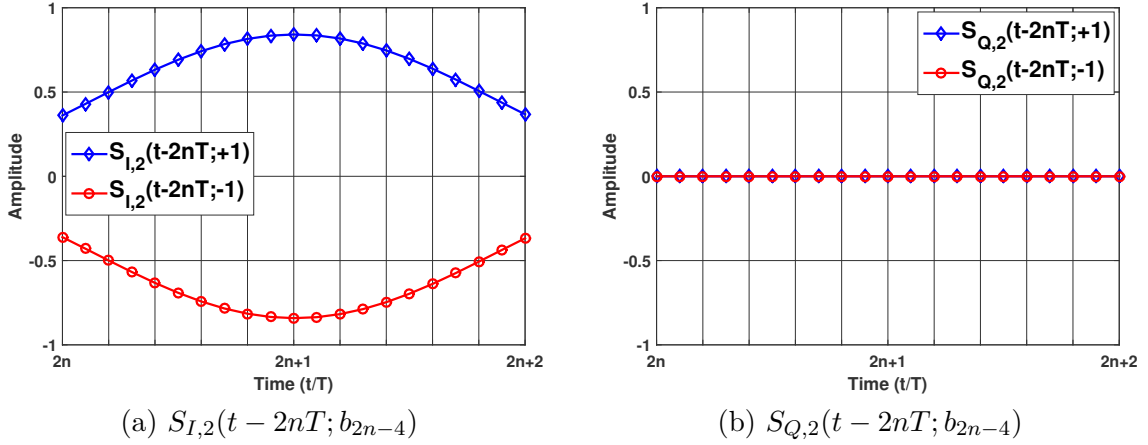 1
0.5
0
-0.5
-1
Amplitude
S_{I,2}(t-2nT;+1)
S_{I,2}(t-2nT;-1)
2n 2n+1 2n+2
Time (t/T)
(a) S_{I,2}(t − 2nT; b_{2n−4})
1
0.5
0
-0.5
-1
Amplitude
S_{Q,2}(t-2nT;+1)
S_{Q,2}(t-2nT;-1)
2n 2n+1 2n+2
Time (t/T)
(b) S_{Q,2}(t − 2nT; b_{2n−4})